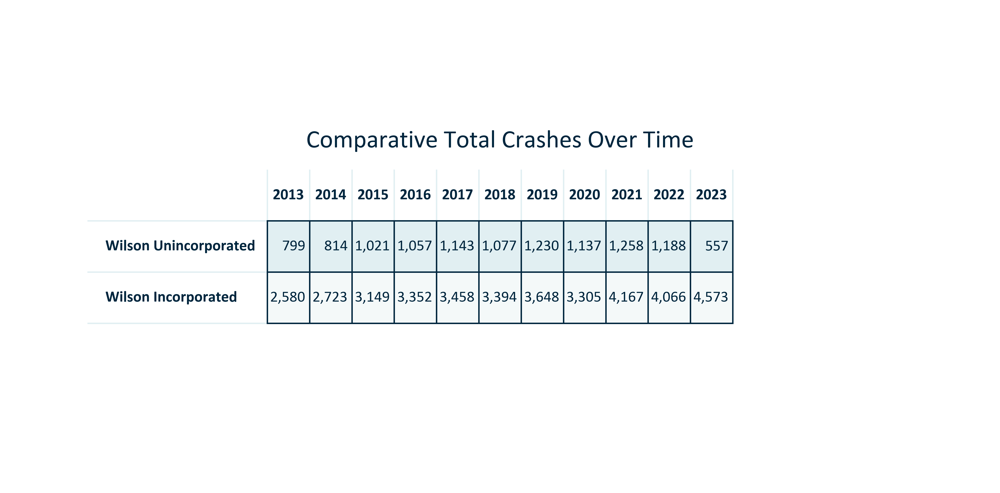 Comparative Total Crashes Over Time
2013 2014 2015 2016 2017 2018 2019 2020 2021 2022 2023
Wilson Unincorporated 799 814 1,021 1,057 1,143 1,077 1,230 1,137 1,258 1,188 557
Wilson Incorporated 2,580 2,723 3,149 3,352 3,458 3,394 3,648 3,305 4,167 4,066 4,573